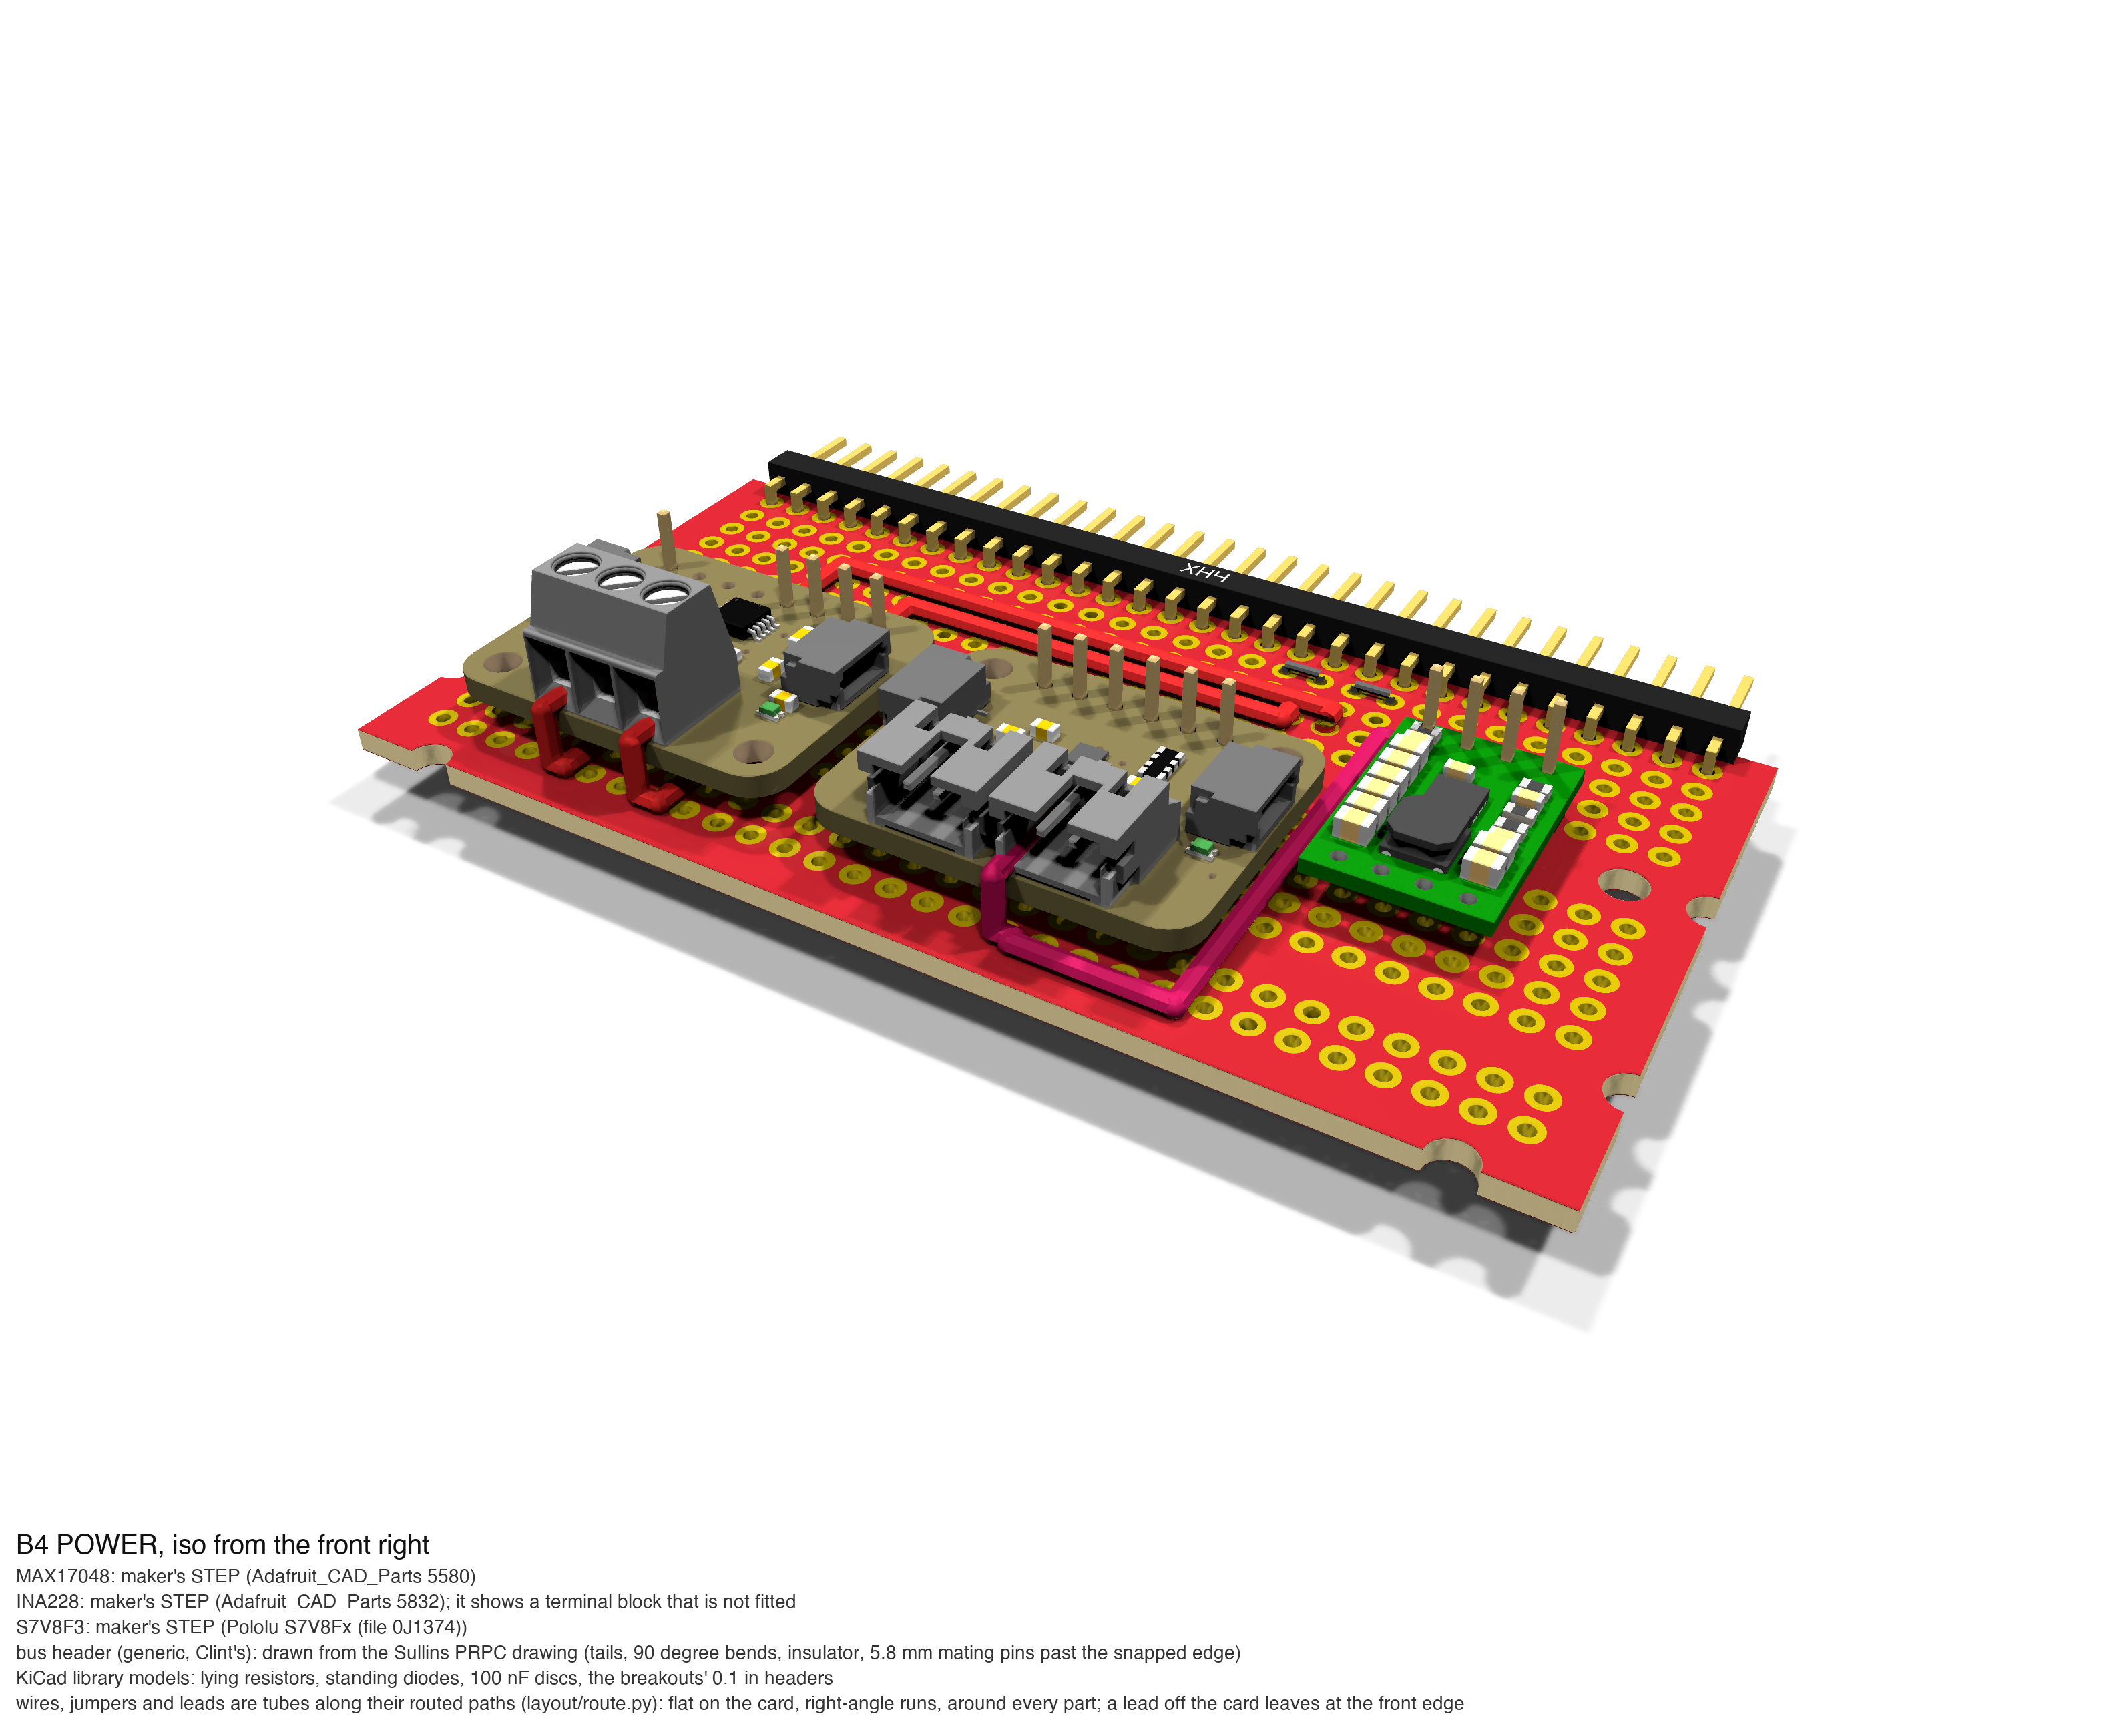 XH4
B4 POWER, iso from the front right
MAX17048: maker's STEP (Adafruit_CAD_Parts 5580)
INA228: maker's STEP (Adafruit_CAD_Parts 5832); it shows a terminal block that is not fitted
S7V8F3: maker's STEP (Pololu S7V8Fx (file 0J1374))
bus header (generic, Clint's): drawn from the Sullins PRPC drawing (tails, 90 degree bends, insulator, 5.8 mm mating pins past the snapped edge)
KiCad library models: lying resistors, standing diodes, 100 nF discs, the breakouts' 0.1 in headers
wires, jumpers and leads are tubes along their routed paths (layout/route.py): flat on the card, right-angle runs, around every part; a lead off the card leaves at the front edge